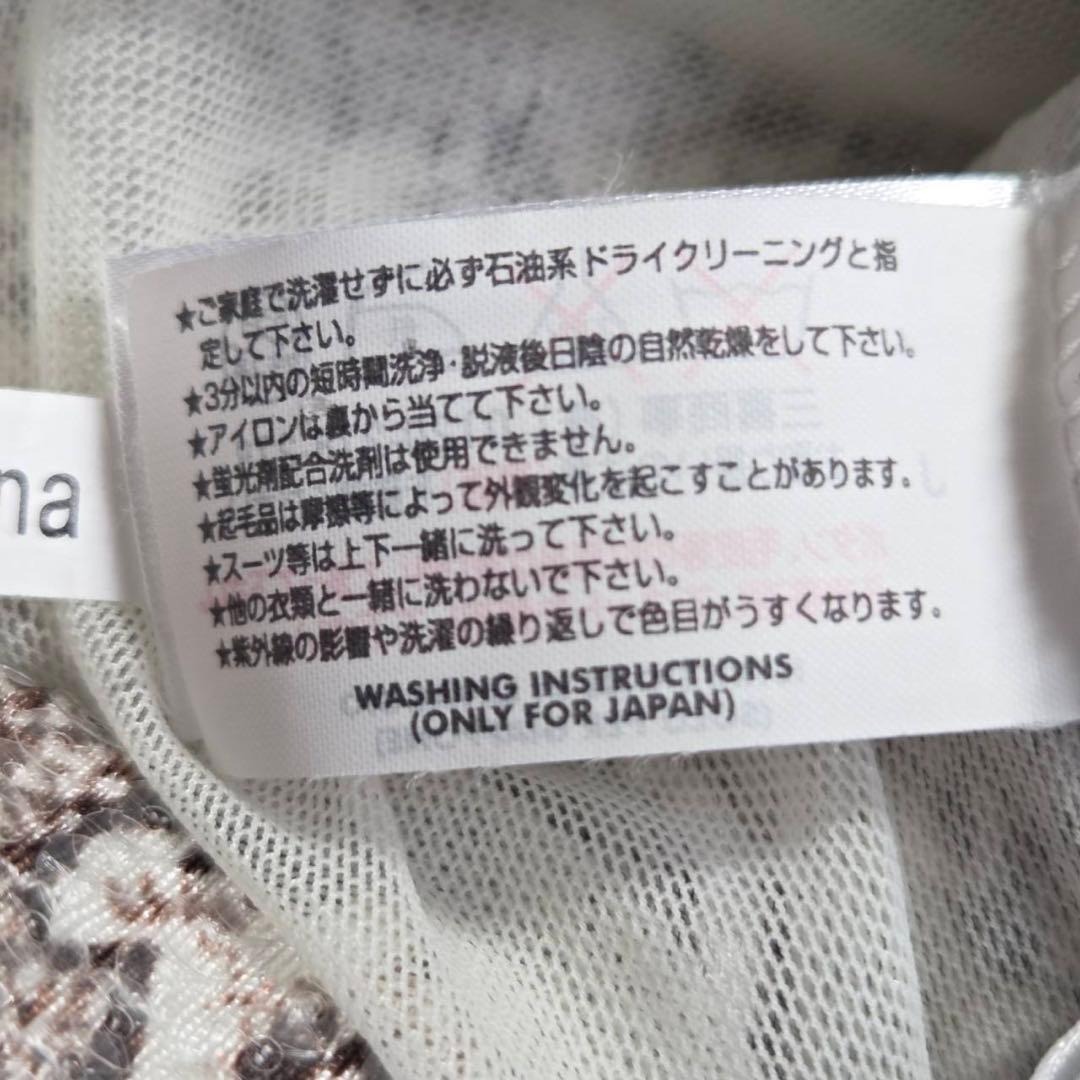 ★ご家庭で洗濯せずに必ず石油系ドライクリーニングと指
定して下さい。
★3分以内の短時間洗浄・説液後日陰の自然乾燥をして下さい。
★アイロンは裏から当てて下さい。
★蛍光剤配合洗剤は使用できません。
★起毛品は摩擦等によって外観変化を起こすことがあります。
★スーツ等は上下一緒に洗って下さい。
★他の衣類と一緒に洗わないで下さい。
★紫外線の影響や洗濯の繰り返しで色目がうすくなります。
WASHING INSTRUCTIONS
(ONLY FOR JAPAN)
na